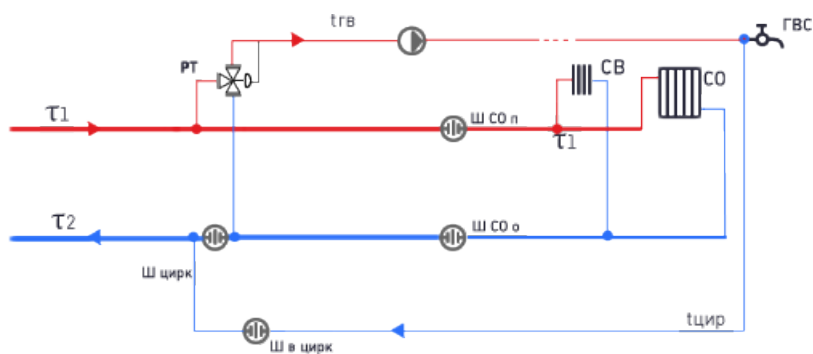 tгв
ГВС
РТ
СВ
СО
τ1
Ш СО п
τ1
τ2
Ш СО о
Ш цирк
tцир
Ш в цирк